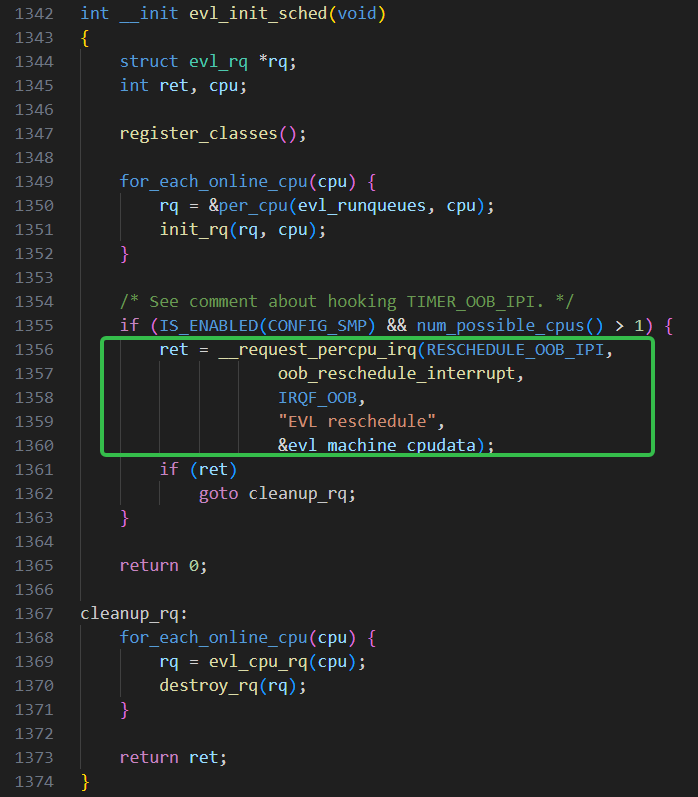 1342 int __init evl_init_sched(void)
1343 {
1344     struct evl_rq *rq;
1345     int ret, cpu;
1346
1347     register_classes();
1348
1349     for_each_online_cpu(cpu) {
1350         rq = &per_cpu(evl_runqueues, cpu);
1351         init_rq(rq, cpu);
1352     }
1353
1354     /* See comment about hooking TIMER_OOB_IPI. */
1355     if (IS_ENABLED(CONFIG_SMP) && num_possible_cpus() > 1) {
1356         ret = __request_percpu_irq(RESCHEDULE_OOB_IPI,
1357                     oob_reschedule_interrupt,
1358                     IRQF_OOB,
1359                     "EVL reschedule",
1360                     &evl_machine_cpudata);
1361         if (ret)
1362             goto cleanup_rq;
1363     }
1364
1365     return 0;
1366
1367 cleanup_rq:
1368     for_each_online_cpu(cpu) {
1369         rq = evl_cpu_rq(cpu);
1370         destroy_rq(rq);
1371     }
1372
1373     return ret;
1374 }